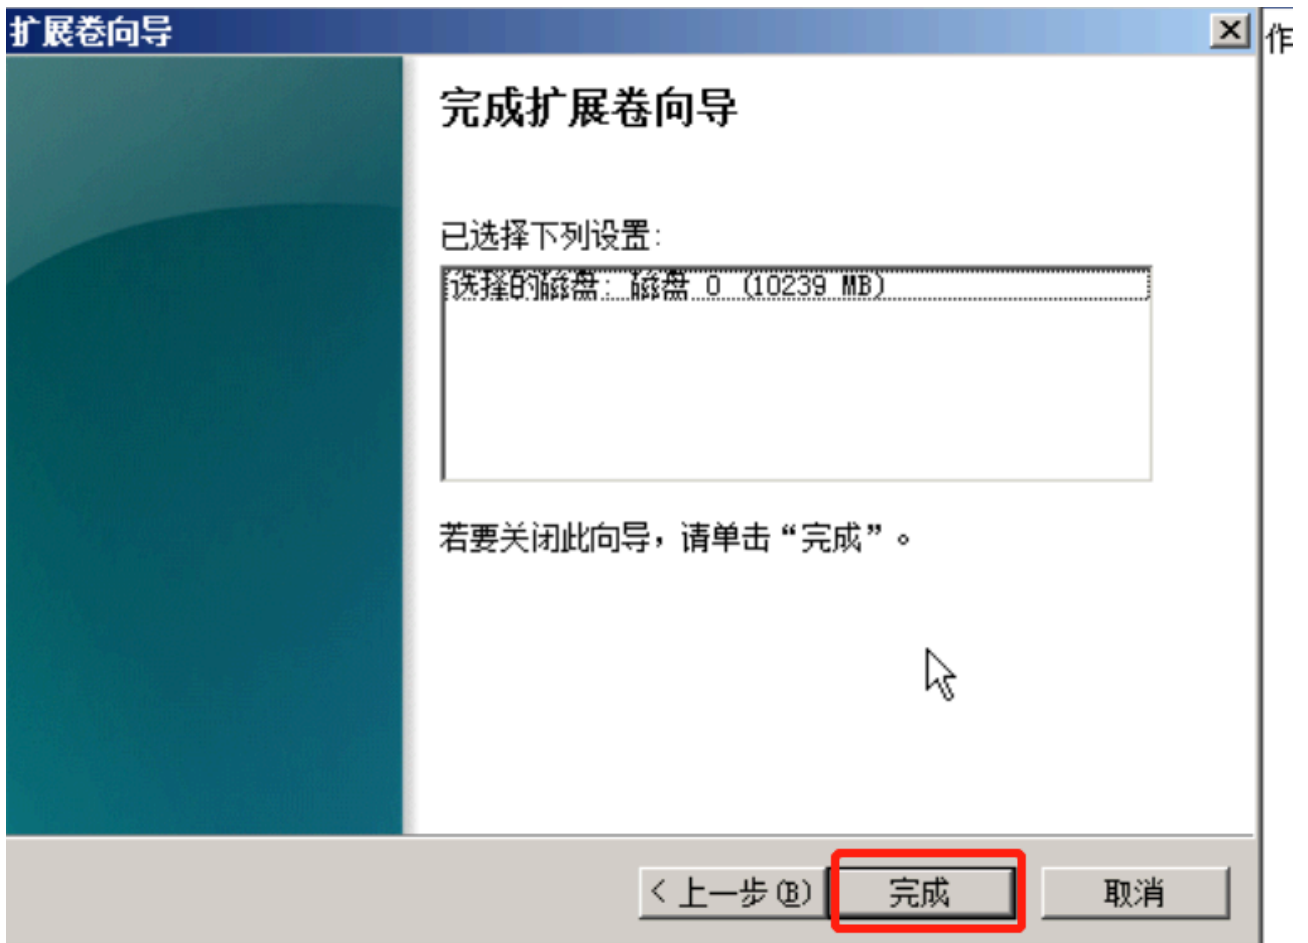 扩展卷向导
作
完成扩展卷向导
已选择下列设置:
选择的磁盘: 磁盘 0 (10239 MB)
若要关闭此向导，请单击“完成”。
< 上一步(B)
完成
取消